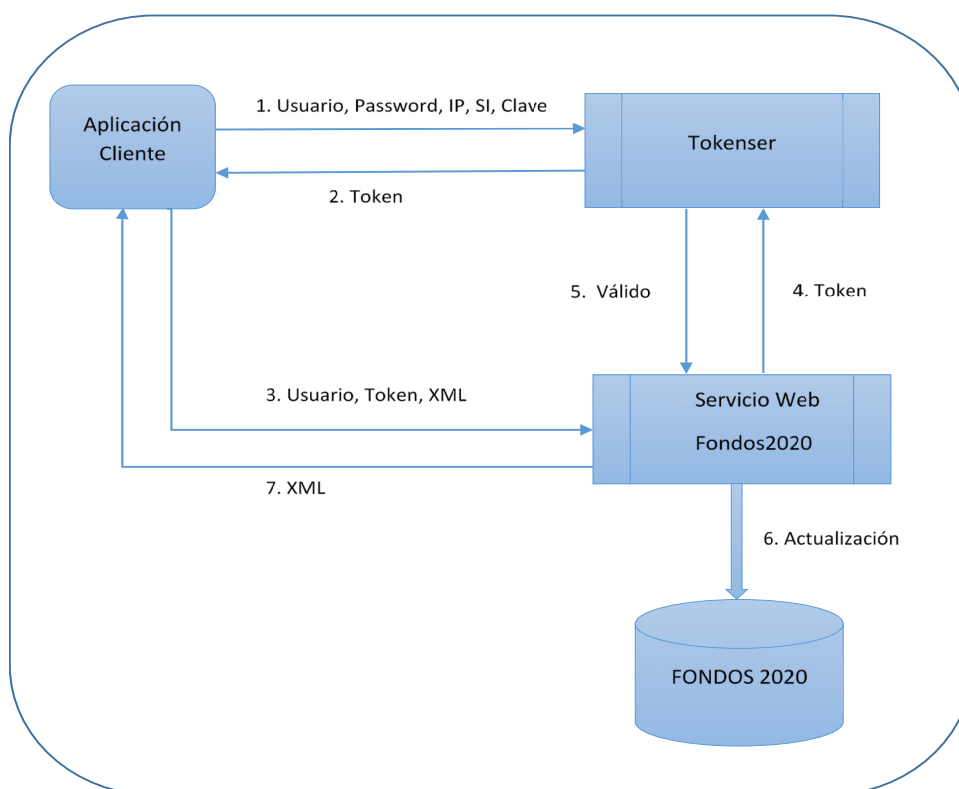 Aplicación
Cliente
1. Usuario, Password, IP, SI, Clave
Tokenser
2. Token
5. Válido
4. Token
3. Usuario, Token, XML
Servicio Web
Fondos2020
7. XML
6. Actualización
FONDOS 2020